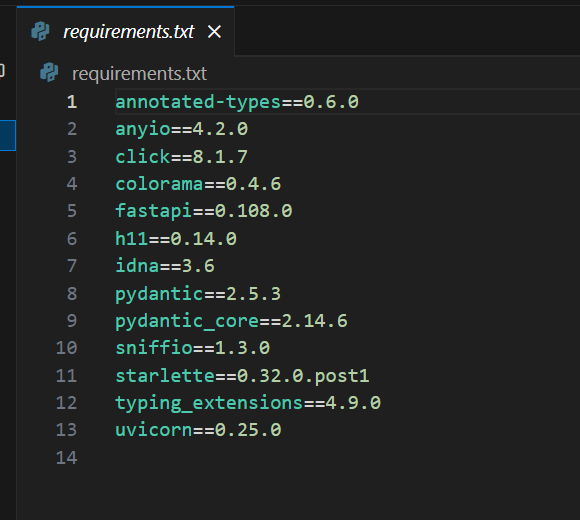 requirements.txt
requirements.txt
1 annotated-types==0.6.0
2 anyio==4.2.0
3 click==8.1.7
4 colorama==0.4.6
5 fastapi==0.108.0
6 h11==0.14.0
7 idna==3.6
8 pydantic==2.5.3
9 pydantic_core==2.14.6
10 sniffio==1.3.0
11 starlette==0.32.0.post1
12 typing_extensions==4.9.0
13 uvicorn==0.25.0
14